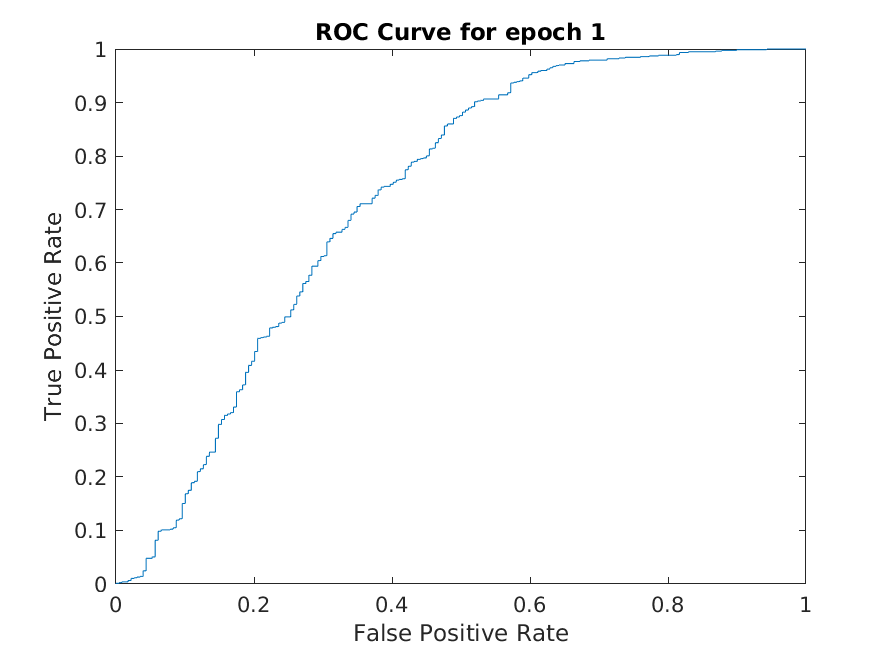 ROC Curve for epoch 1
1
0.9
0.8
0.7
0.6
0.5
0.4
0.3
0.2
0.1
0
True Positive Rate
0 0.2 0.4 0.6 0.8 1
False Positive Rate